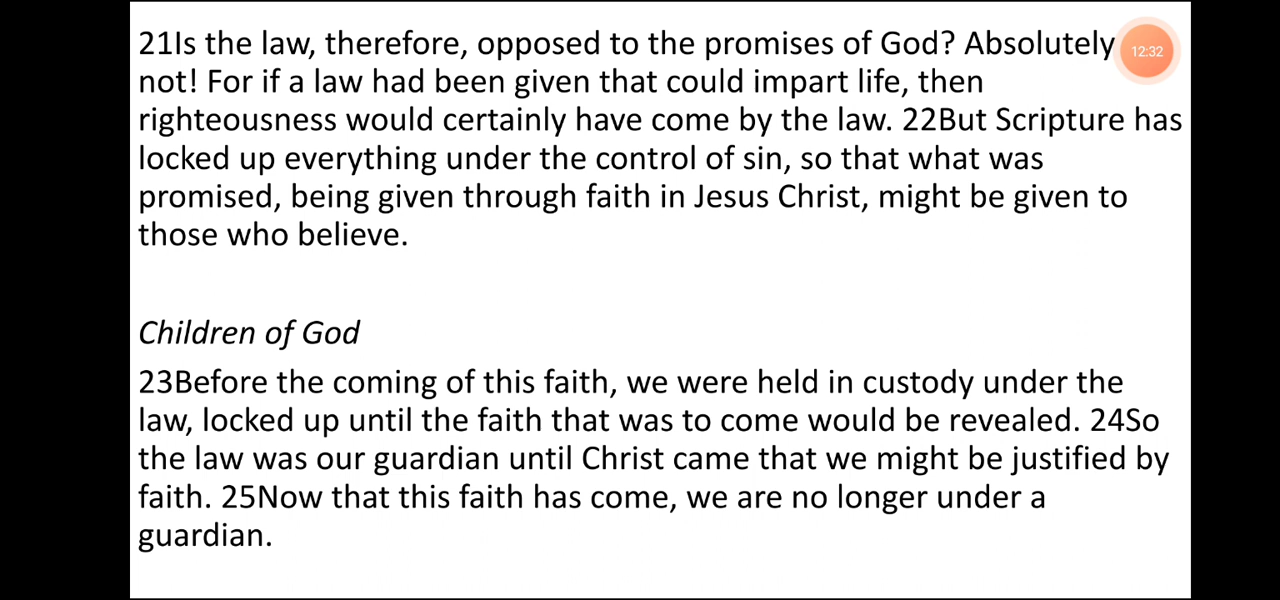 21Is the law, therefore, opposed to the promises of God? Absolutely
12:32
not! For if a law had been given that could impart life, then
righteousness would certainly have come by the law. 22But Scripture has
locked up everything under the control of sin, so that what was
promised, being given through faith in Jesus Christ, might be given to
those who believe.
Children of God
23Before the coming of this faith, we were held in custody under the
law, locked up until the faith that was to come would be revealed. 24So
the law was our guardian until Christ came that we might be justified by
faith. 25Now that this faith has come, we are no longer under a
guardian.